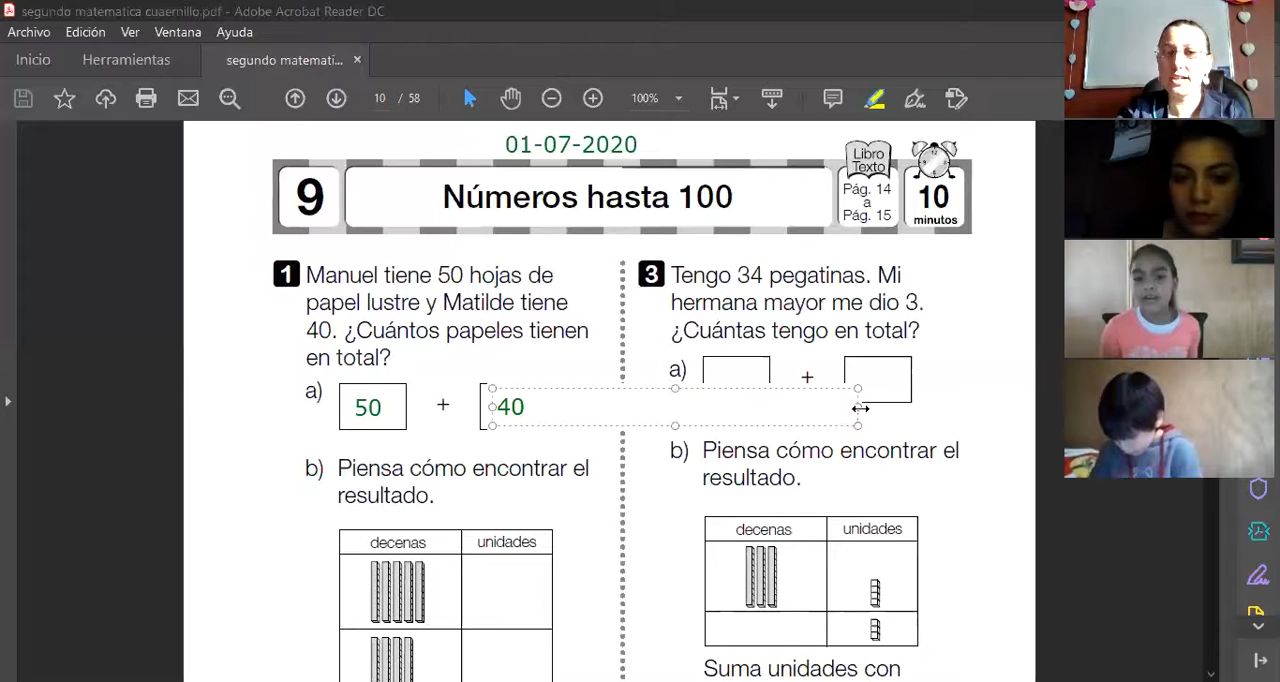 segundo matematica cuaernillo.pdf - Adobe Acrobat Reader DC
Archivo Edición Ver Ventana Ayuda
Inicio Herramientas segundo matemati... ×
10 / 58 100%
01-07-2020
9 Números hasta 100
Libro
Texto
Pág. 14
a
Pág. 15
10
minutos
1 Manuel tiene 50 hojas de
papel lustre y Matilde tiene
40. ¿Cuántos papeles tienen
en total?
a) 50 + 40
b) Piensa cómo encontrar el
resultado.
decenas unidades
3 Tengo 34 pegatinas. Mi
hermana mayor me dio 3.
¿Cuántas tengo en total?
a) +
b) Piensa cómo encontrar el
resultado.
decenas unidades
Suma unidades con